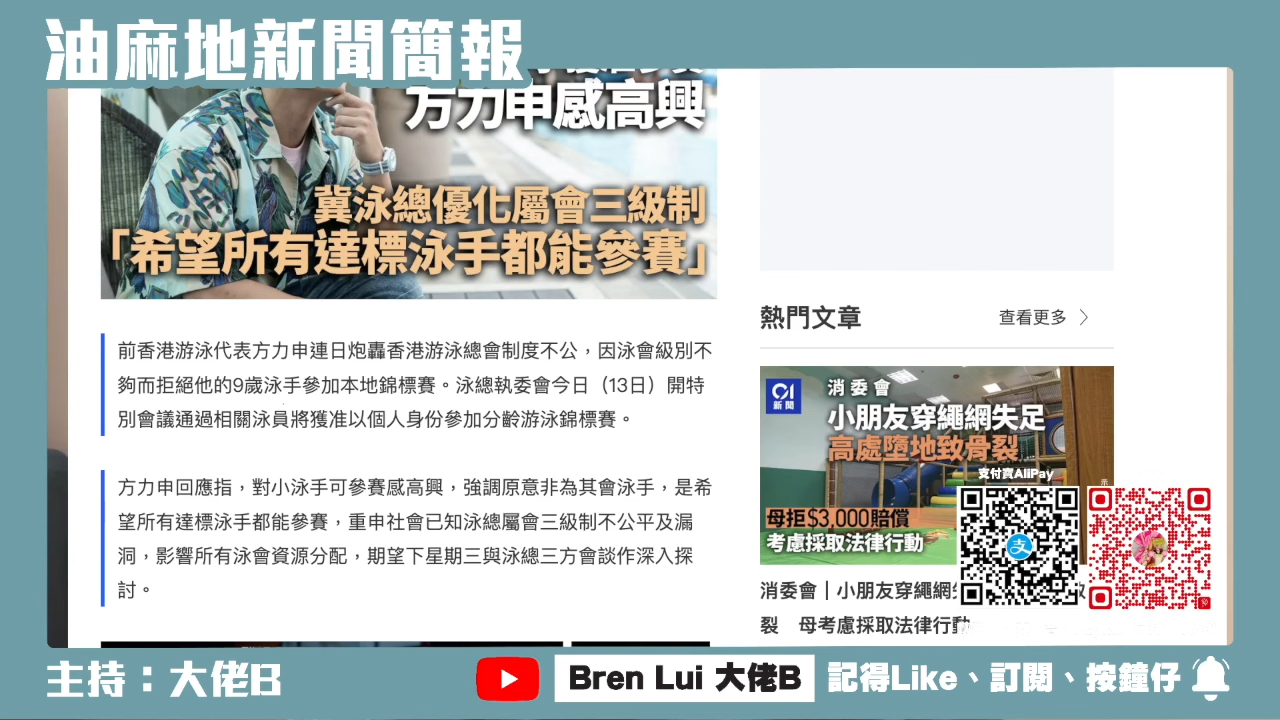 油麻地新聞簡報
方力申感高興
冀泳總優化屬會三級制
「希望所有達標泳手都能參賽」
前香港游泳代表方力申連日炮轟香港游泳總會制度不公，因泳會級別不
夠而拒絕他的9歲泳手參加本地錦標賽。泳總執委會今日（13日）開特
別會議通過相關泳員將獲准以個人身份參加分齡游泳錦標賽。
方力申回應指，對小泳手可參賽感高興，強調原意非為其會泳手，是希
望所有達標泳手都能參賽，重申社會已知泳總屬會三級制不公平及漏
洞，影響所有泳會資源分配，期望下星期三與泳總三方會談作深入探
討。
熱門文章
查看更多
01
新聞
消委會
小朋友穿繩網失足
高處墮地致骨裂
母拒$3,000賠償
考慮採取法律行動
支付寶AliPay
消委會｜小朋友穿繩網
裂 母考慮採取法律行動
主持：大佬B
Bren Lui 大佬B
記得Like、訂閱、按鐘仔